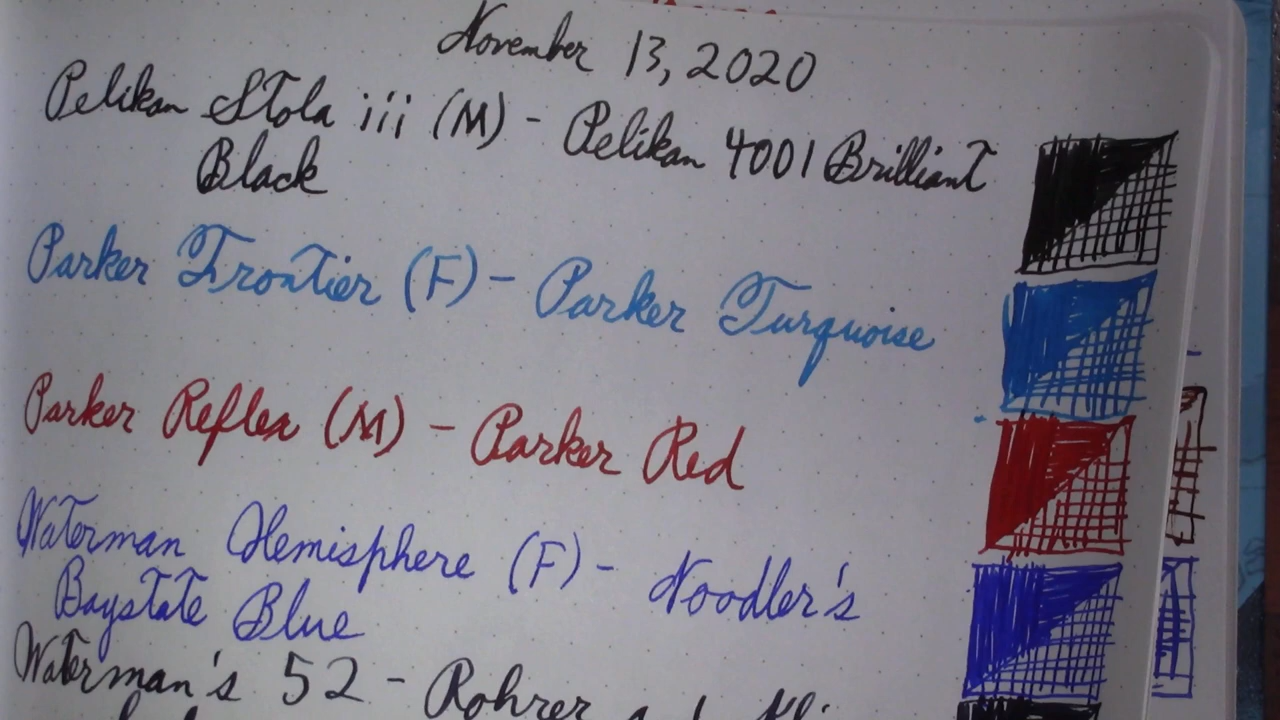 November 13, 2020
Pelikan Stola iii (M) - Pelikan 4001 Brilliant
Black
Parker Frontier (F) - Parker Turquoise
Parker Reflex (M) - Parker Red
Waterman Hemisphere (F) - Noodler's
Baystate Blue
Waterman's 52 - Rohrer